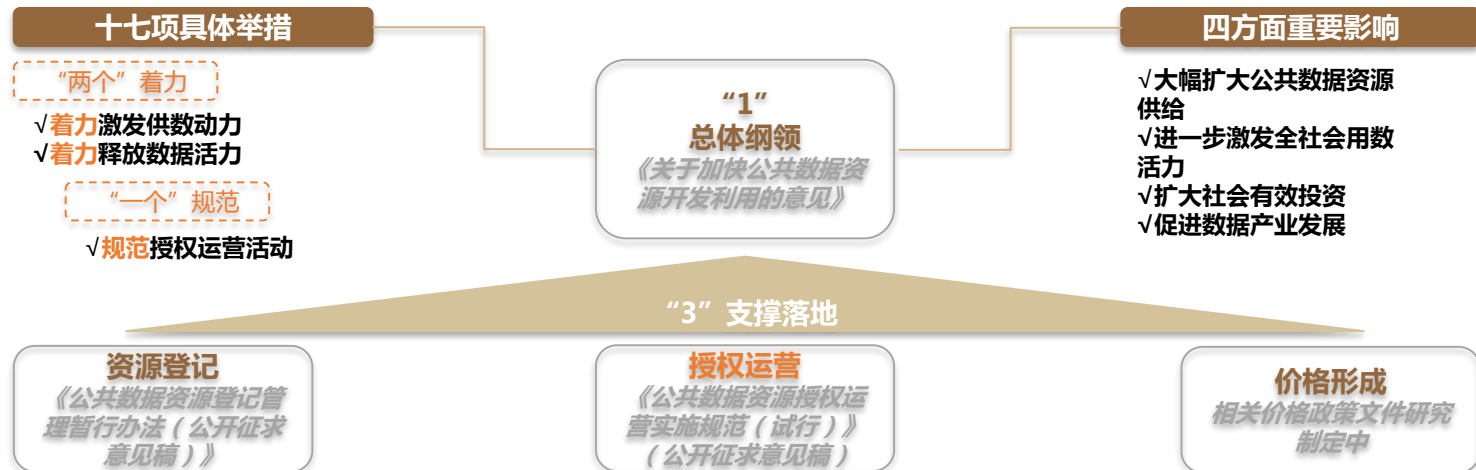 十七项具体举措
“两个”着力
√着力激发供数动力
√着力释放数据活力
“一个”规范
√规范授权运营活动
“1”
总体纲领
《关于加快公共数据资
源开发利用的意见》
四方面重要影响
√大幅扩大公共数据资源
供给
√进一步激发全社会用数
活力
√扩大社会有效投资
√促进数据产业发展
“3”支撑落地
资源登记
《公共数据资源登记管
理暂行办法（公开征求
意见稿）》
授权运营
《公共数据资源授权运
营实施规范（试行）》
（公开征求意见稿）
价格形成
相关价格政策文件研究
制定中